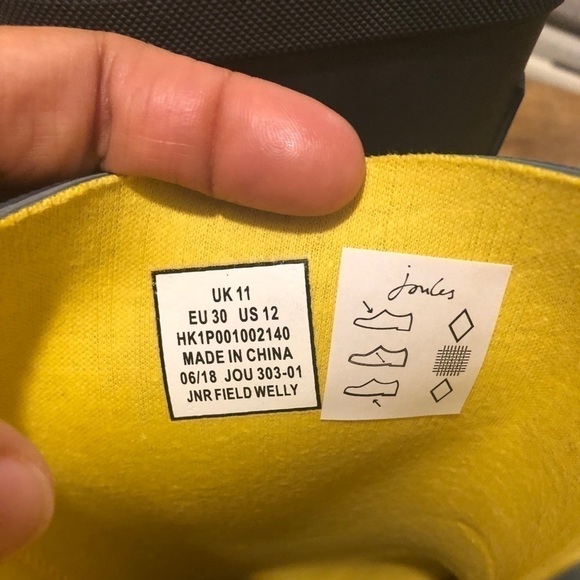 UK 11
EU 30 US 12
HK1P001002140
MADE IN CHINA
06/18 JOU 303-01
JNR FIELD WELLY
joules